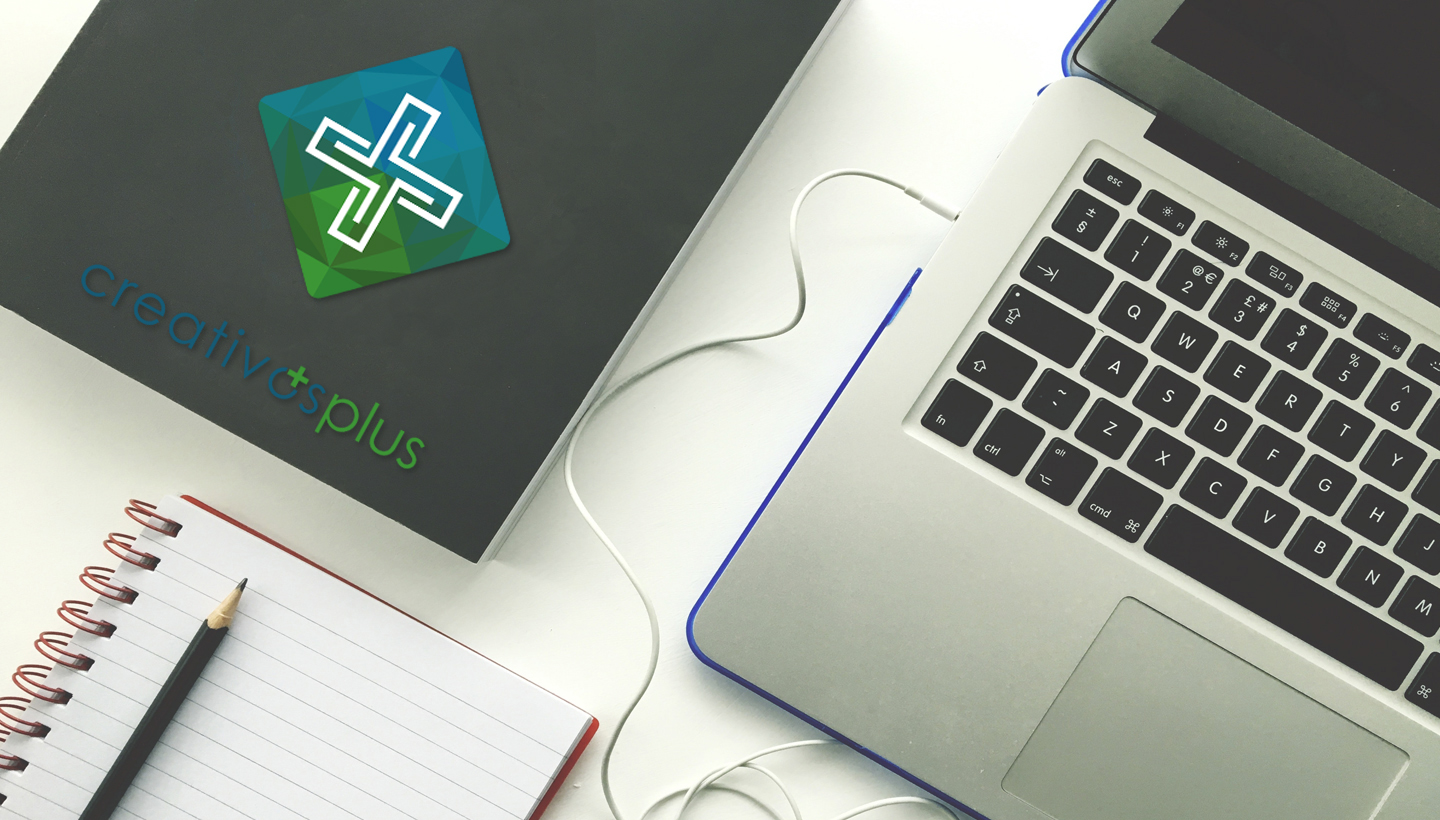 creativosplus
esc F1 F2 F3 F4 F5
± § ! 1 @ € 2 £ # 3 $ 4 % 5 ^ 6
Q W E R T Y
A S D F G H J
~ ` Z X C V B N M
fn ctrl alt ⌥ cmd ⌘ ⌘